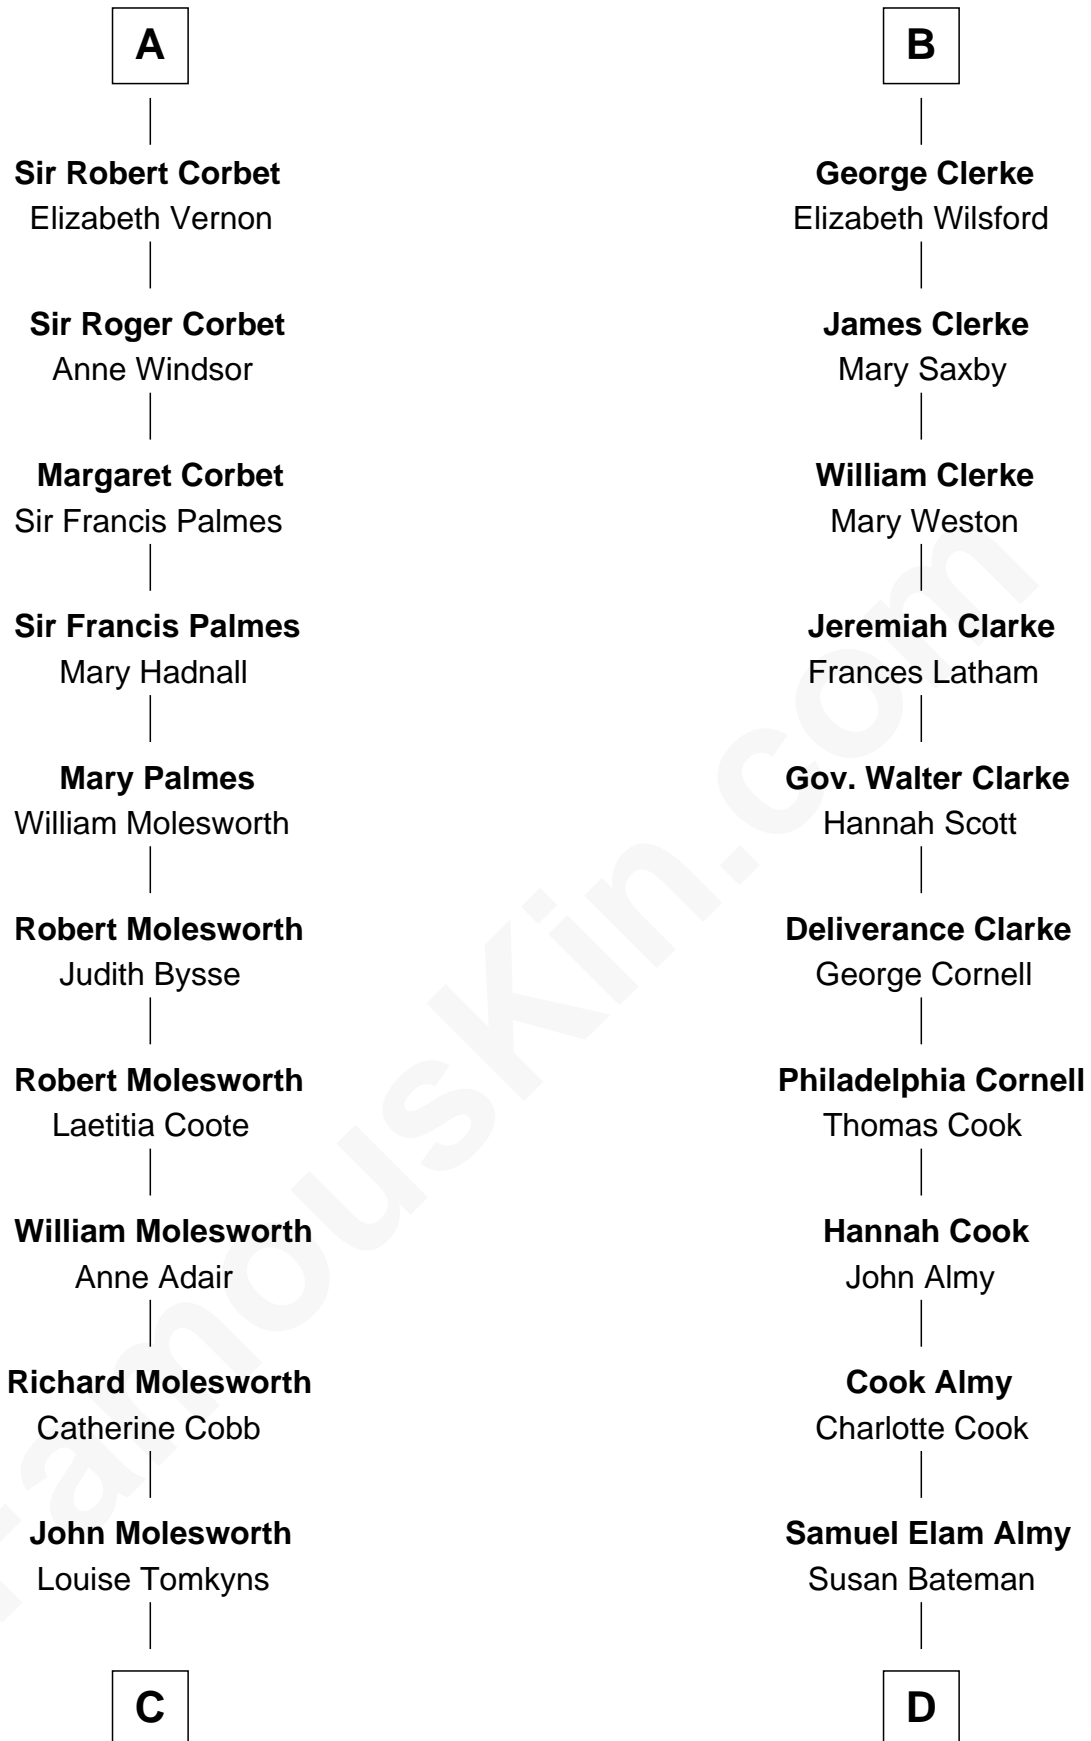 A
Sir Robert Corbet
Elizabeth Vernon
Sir Roger Corbet
Anne Windsor
Margaret Corbet
Sir Francis Palmes
Sir Francis Palmes
Mary Hadnall
Mary Palmes
William Molesworth
Robert Molesworth
Judith Bysse
Robert Molesworth
Laetitia Coote
William Molesworth
Anne Adair
Richard Molesworth
Catherine Cobb
John Molesworth
Louise Tomkyns
C
B
George Clerke
Elizabeth Wilsford
James Clerke
Mary Saxby
William Clerke
Mary Weston
Jeremiah Clarke
Frances Latham
Gov. Walter Clarke
Hannah Scott
Deliverance Clarke
George Cornell
Philadelphia Cornell
Thomas Cook
Hannah Cook
John Almy
Cook Almy
Charlotte Cook
Samuel Elam Almy
Susan Bateman
D
FamousKin.com